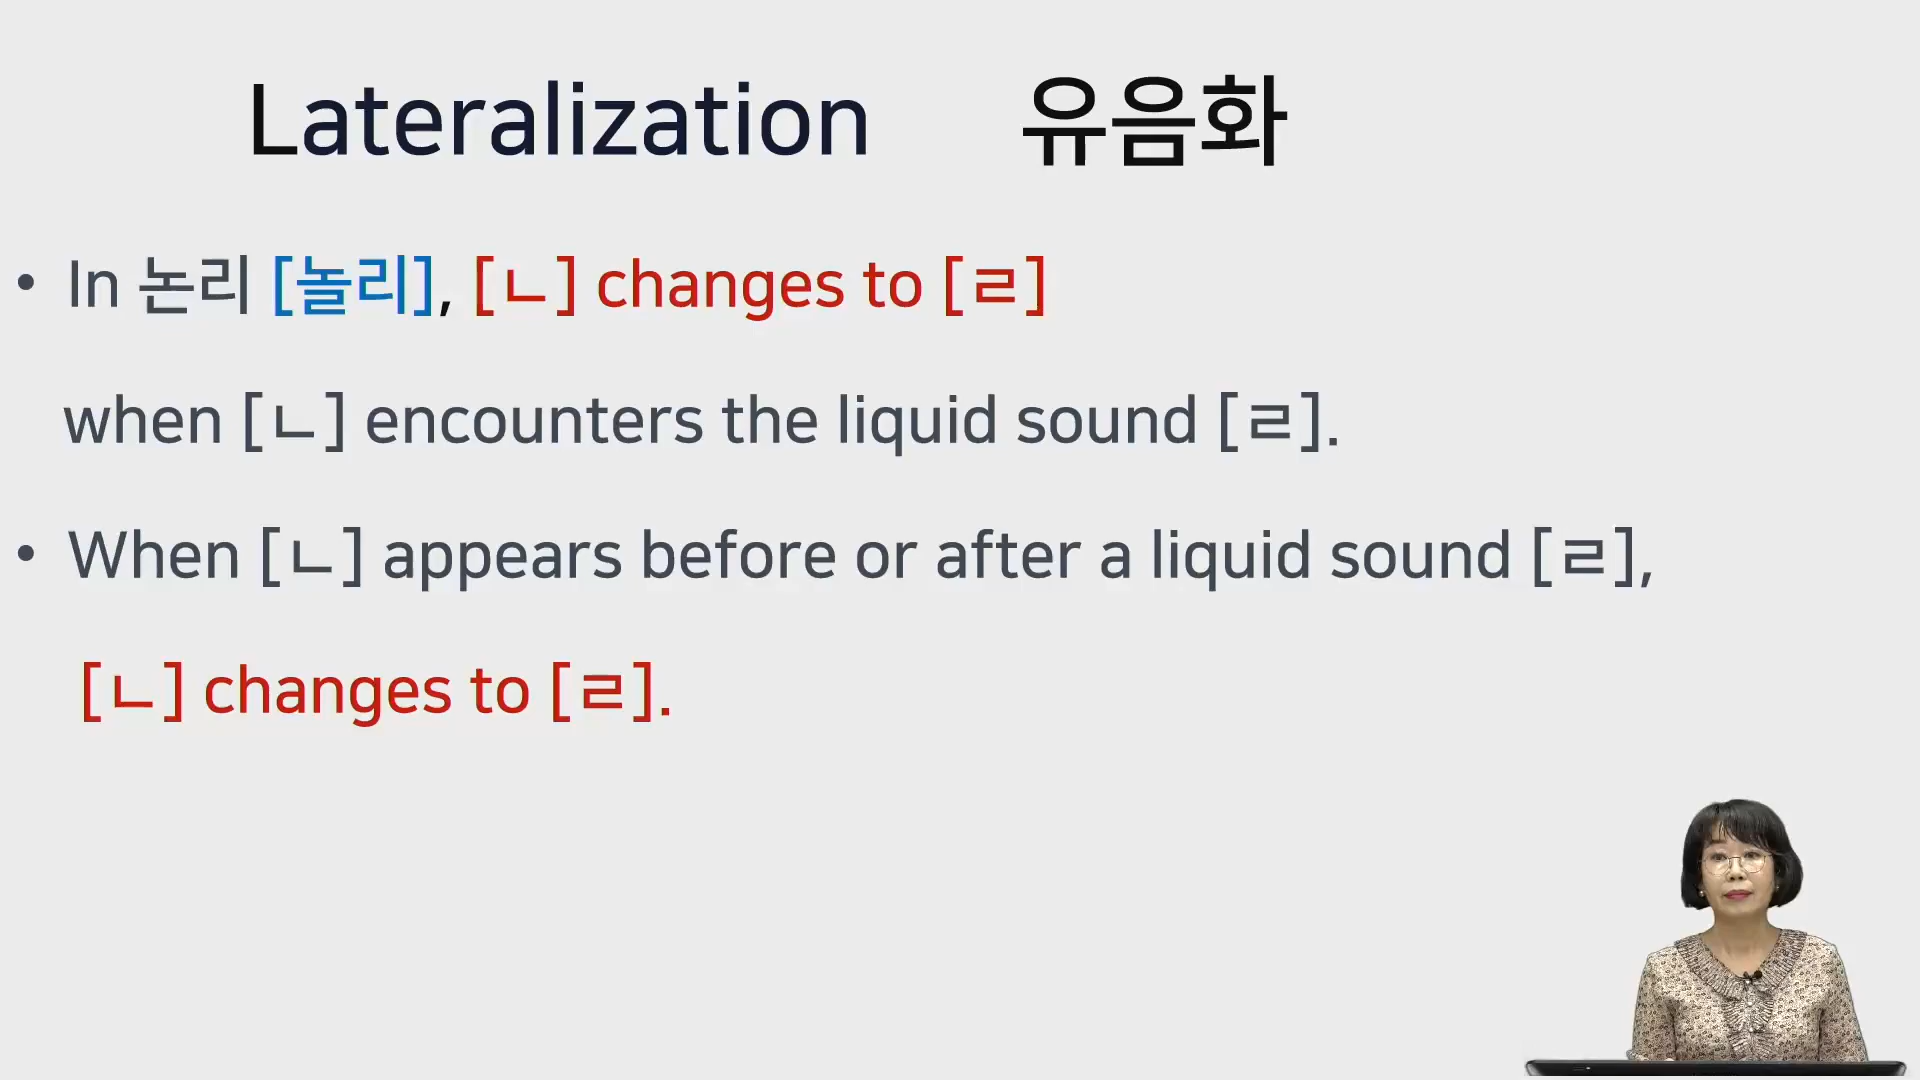 Lateralization 유음화
• In 논리 [놀리], [ㄴ] changes to [ㄹ]
when [ㄴ] encounters the liquid sound [ㄹ].
• When [ㄴ] appears before or after a liquid sound [ㄹ],
[ㄴ] changes to [ㄹ].